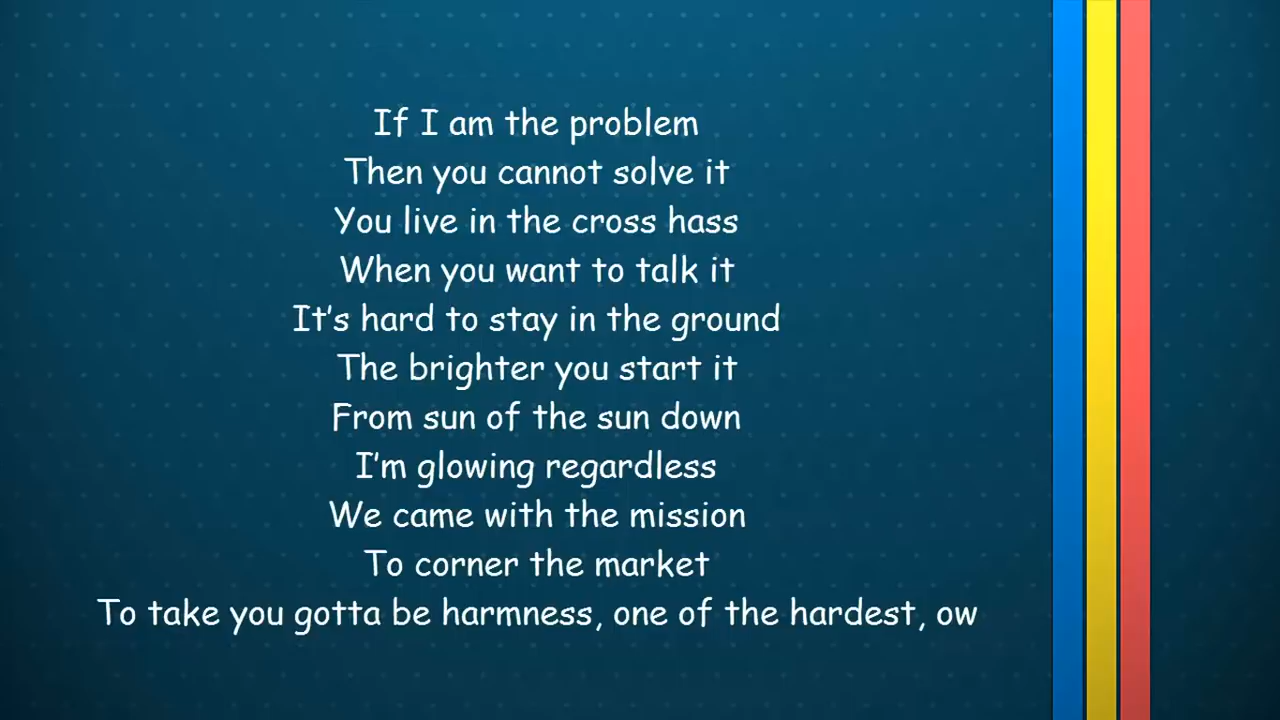 If I am the problem
Then you cannot solve it
You live in the cross hass
When you want to talk it
It's hard to stay in the ground
The brighter you start it
From sun of the sun down
I'm glowing regardless
We came with the mission
To corner the market
To take you gotta be harmness, one of the hardest, ow